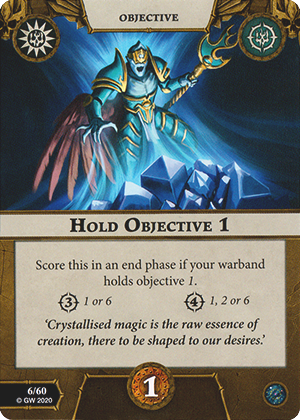 OBJECTIVE
HOLD OBJECTIVE 1
Score this in an end phase if your warband
holds objective 1.
3 1 or 6 4 1, 2 or 6
‘Crystallised magic is the raw essence of
creation, there to be shaped to our desires.’
6/60
© GW 2020
1